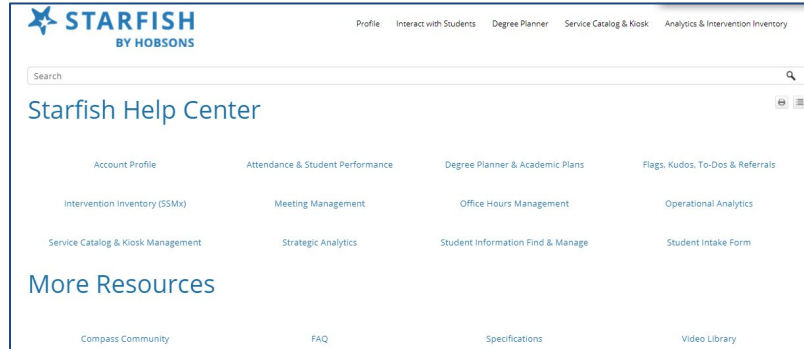 STARFISH
BY HOBSONS
Profile Interact with Students Degree Planner Service Catalog & Kiosk Analytics & Intervention Inventory
Search
Starfish Help Center
Account Profile Attendance & Student Performance Degree Planner & Academic Plans Flags, Kudos, To-Dos & Referrals
Intervention Inventory (SSMx) Meeting Management Office Hours Management Operational Analytics
Service Catalog & Kiosk Management Strategic Analytics Student Information Find & Manage Student Intake Form
More Resources
Compass Community FAQ Specifications Video Library